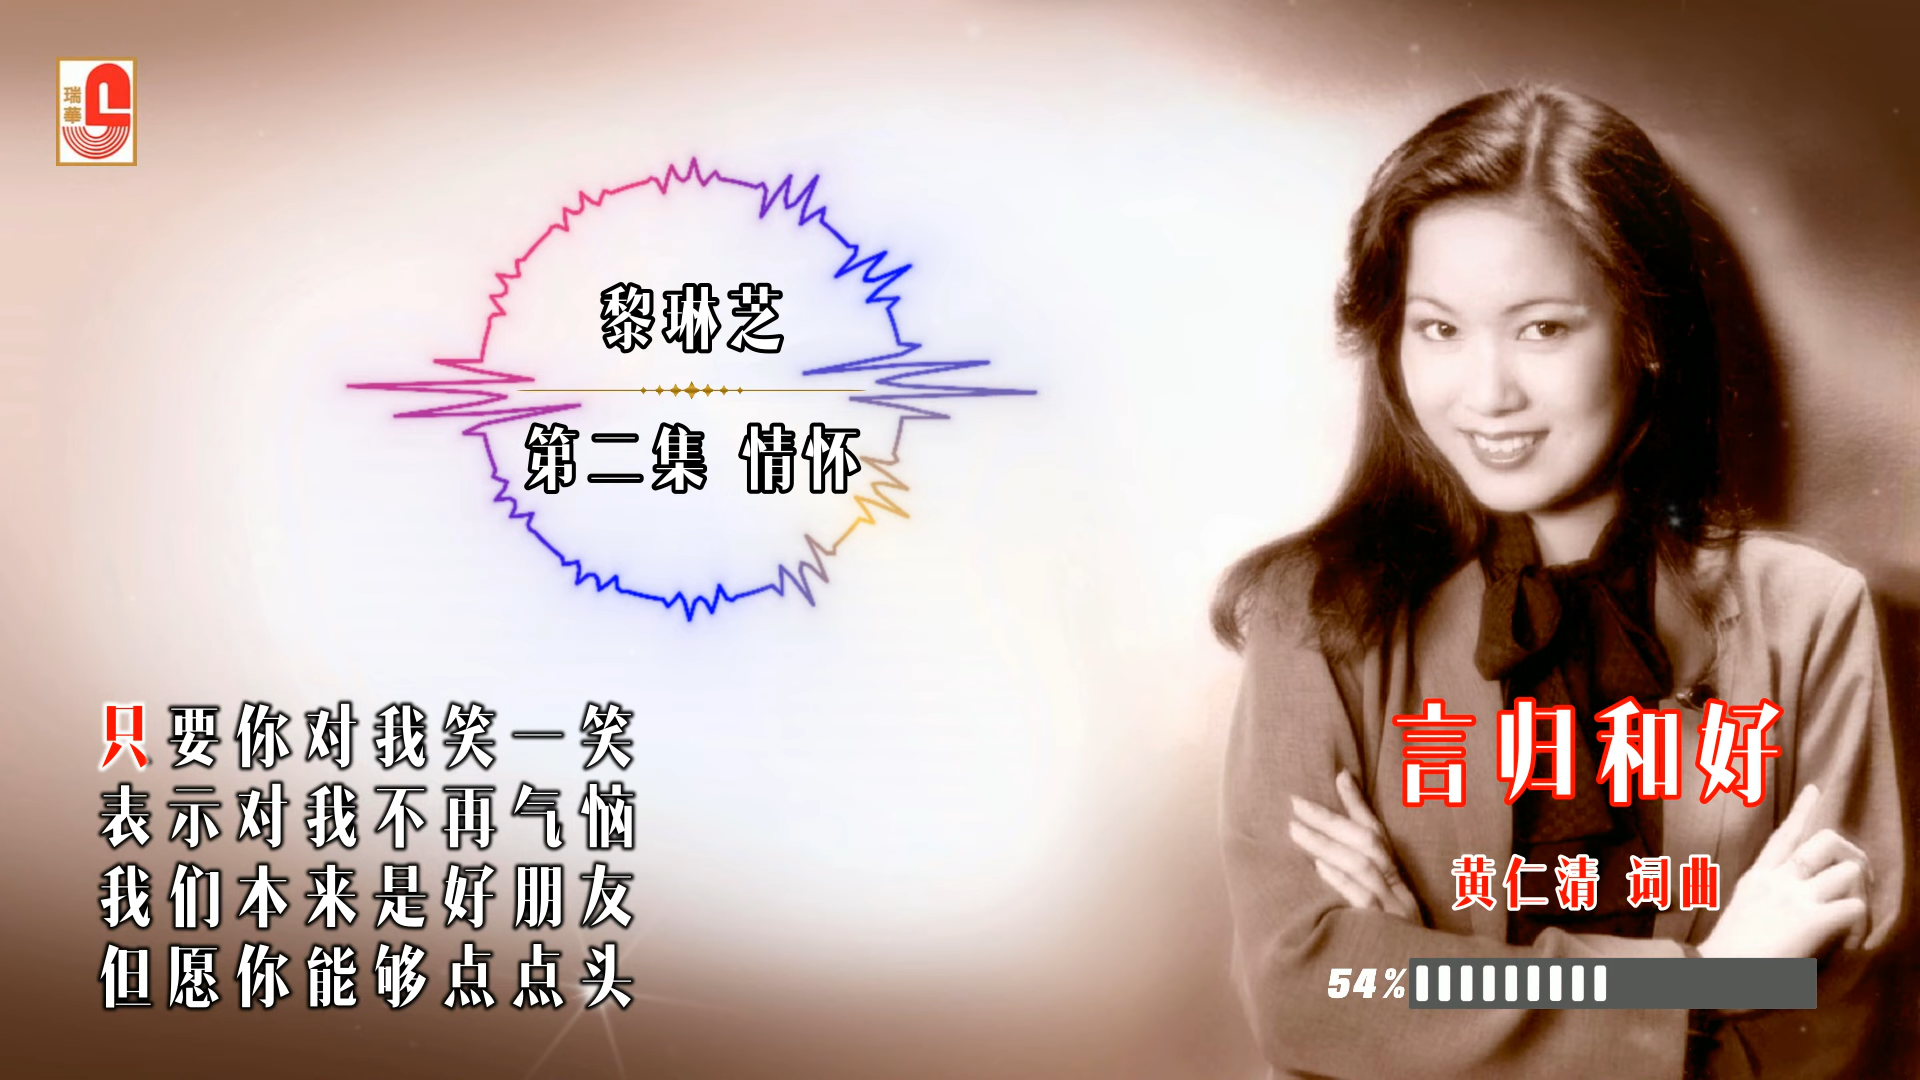 瑞華
黎琳芝
第二集 情怀
只要你对我笑一笑
表示对我不再气恼
我们本来是好朋友
但愿你能够点点头
言归和好
黄仁清 词曲
54%